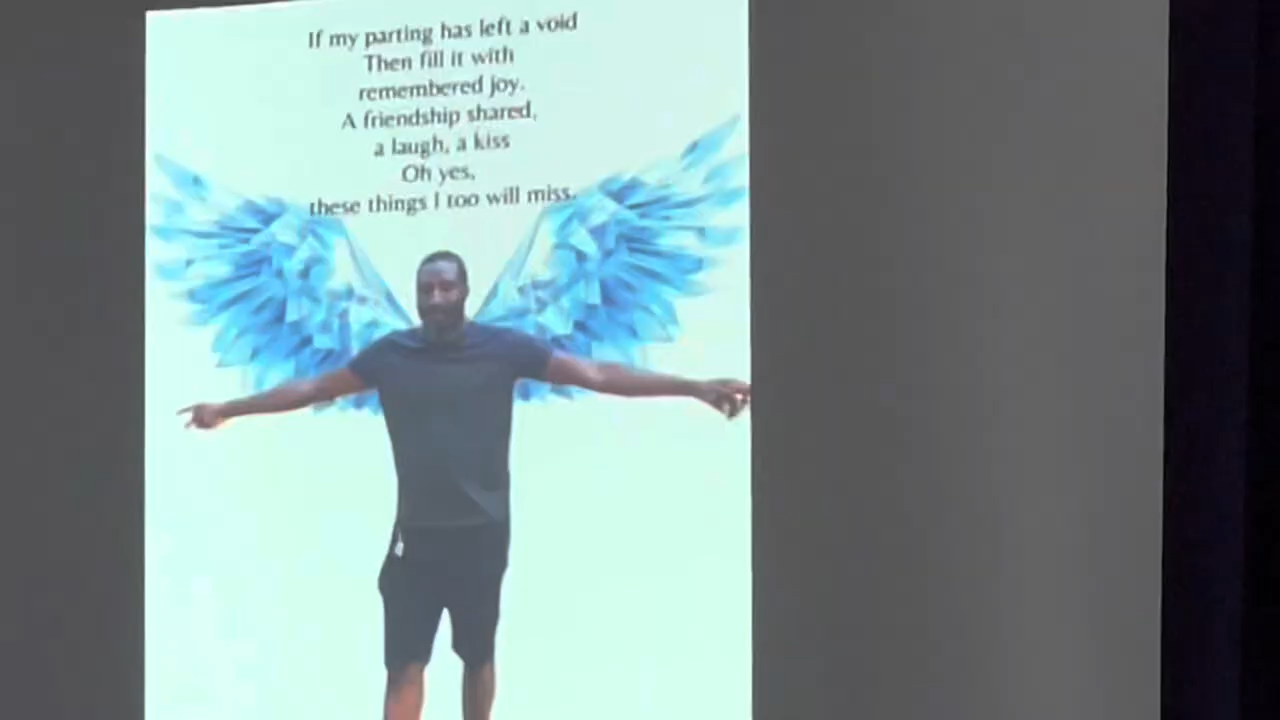 If my parting has left a void
Then fill it with
remembered joy.
A friendship shared,
a laugh, a kiss
Oh yes,
these things I too will miss.